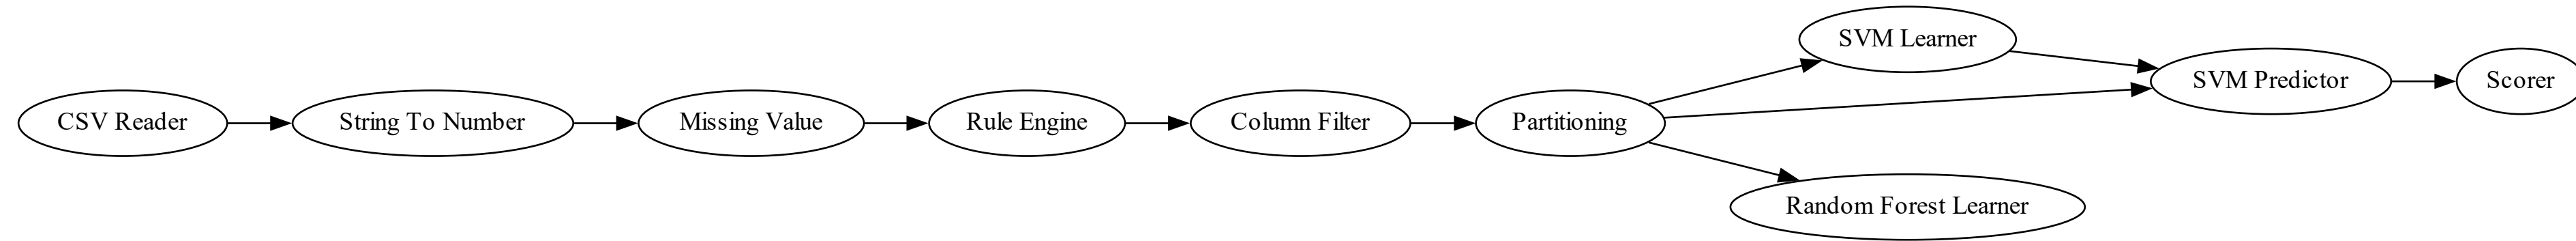 CSV Reader
String To Number
Missing Value
Rule Engine
Column Filter
Partitioning
SVM Learner
Random Forest Learner
SVM Predictor
Scorer